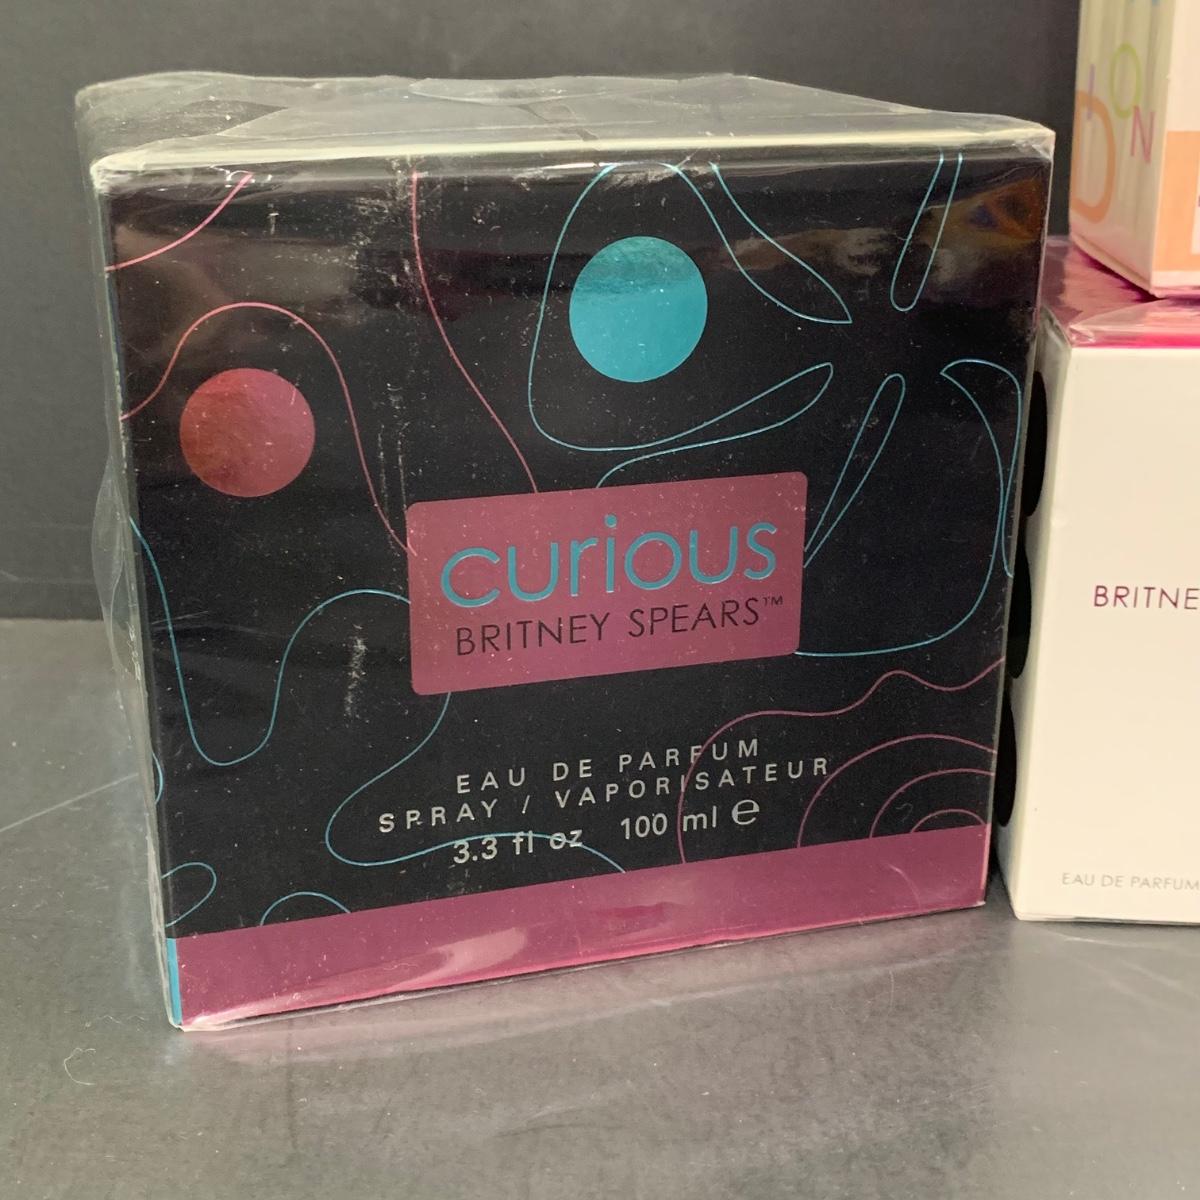 curious
BRITNEY SPEARS™
EAU DE PARFUM
SPRAY / VAPORISATEUR
3.3 fl oz 100 ml ℮
BRITNE
EAU DE PARFUM